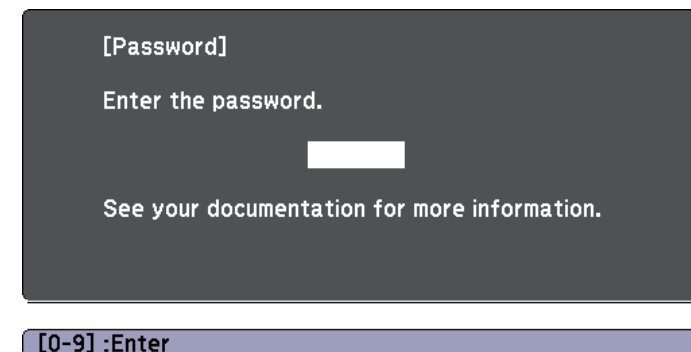 [Password]
Enter the password.
See your documentation for more information.
[0-9] :Enter